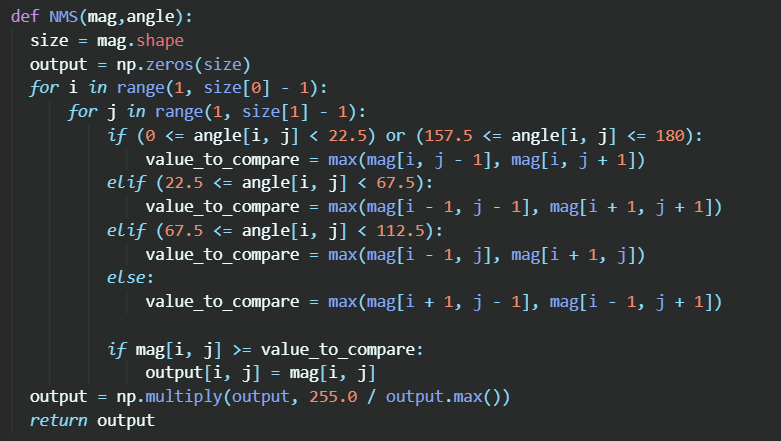 def NMS(mag,angle):
    size = mag.shape
    output = np.zeros(size)
    for i in range(1, size[0] - 1):
        for j in range(1, size[1] - 1):
            if (0 <= angle[i, j] < 22.5) or (157.5 <= angle[i, j] <= 180):
                value_to_compare = max(mag[i, j - 1], mag[i, j + 1])
            elif (22.5 <= angle[i, j] < 67.5):
                value_to_compare = max(mag[i - 1, j - 1], mag[i + 1, j + 1])
            elif (67.5 <= angle[i, j] < 112.5):
                value_to_compare = max(mag[i - 1, j], mag[i + 1, j])
            else:
                value_to_compare = max(mag[i + 1, j - 1], mag[i - 1, j + 1])

            if mag[i, j] >= value_to_compare:
                output[i, j] = mag[i, j]
    output = np.multiply(output, 255.0 / output.max())
    return output